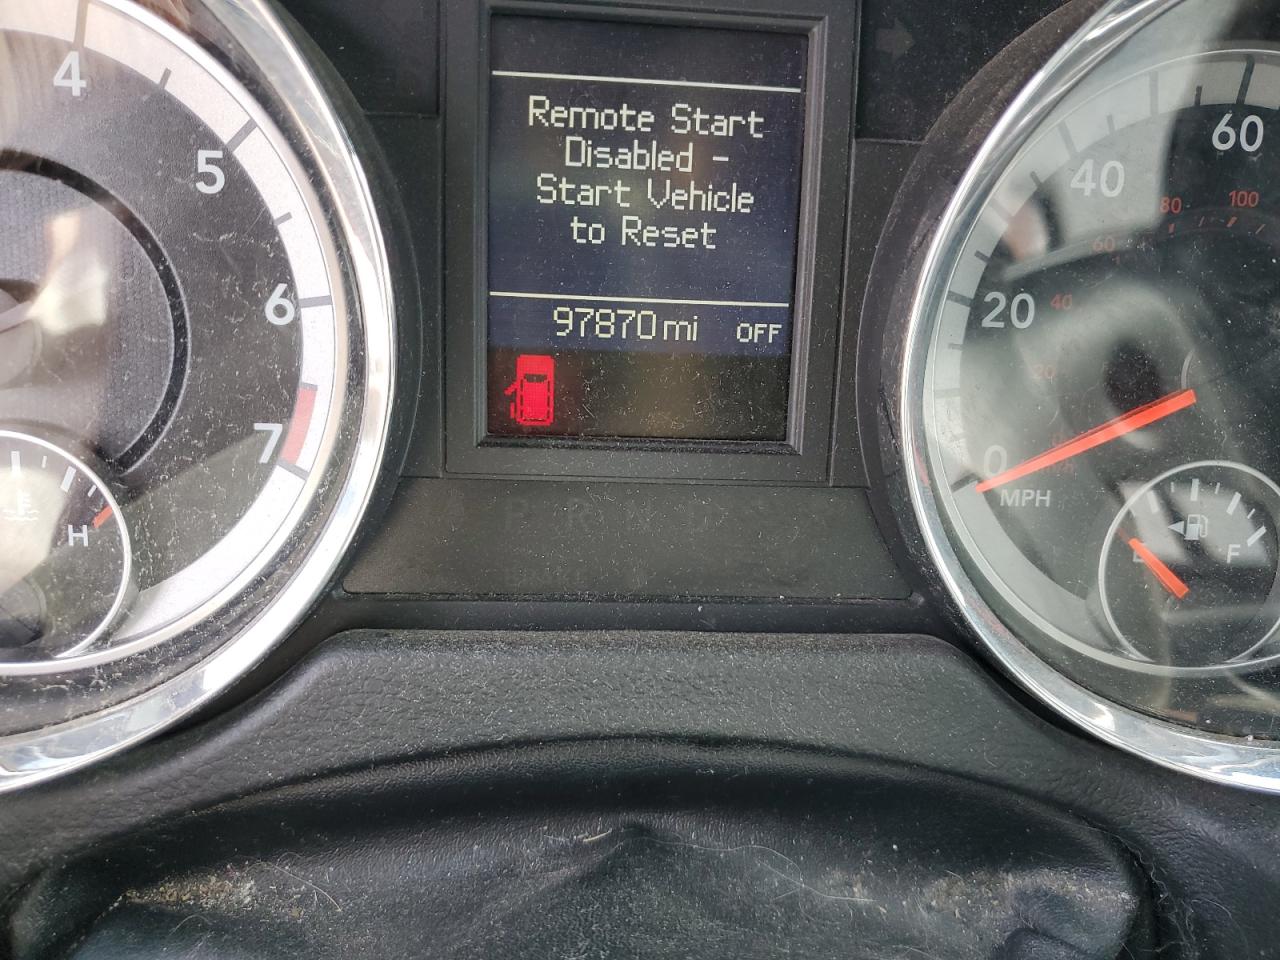 4
5
6
7
H
Remote Start
Disabled -
Start Vehicle
to Reset
97870mi OFF
P R N D
0
20
40
60
20
40
60
80
100
MPH
E
F